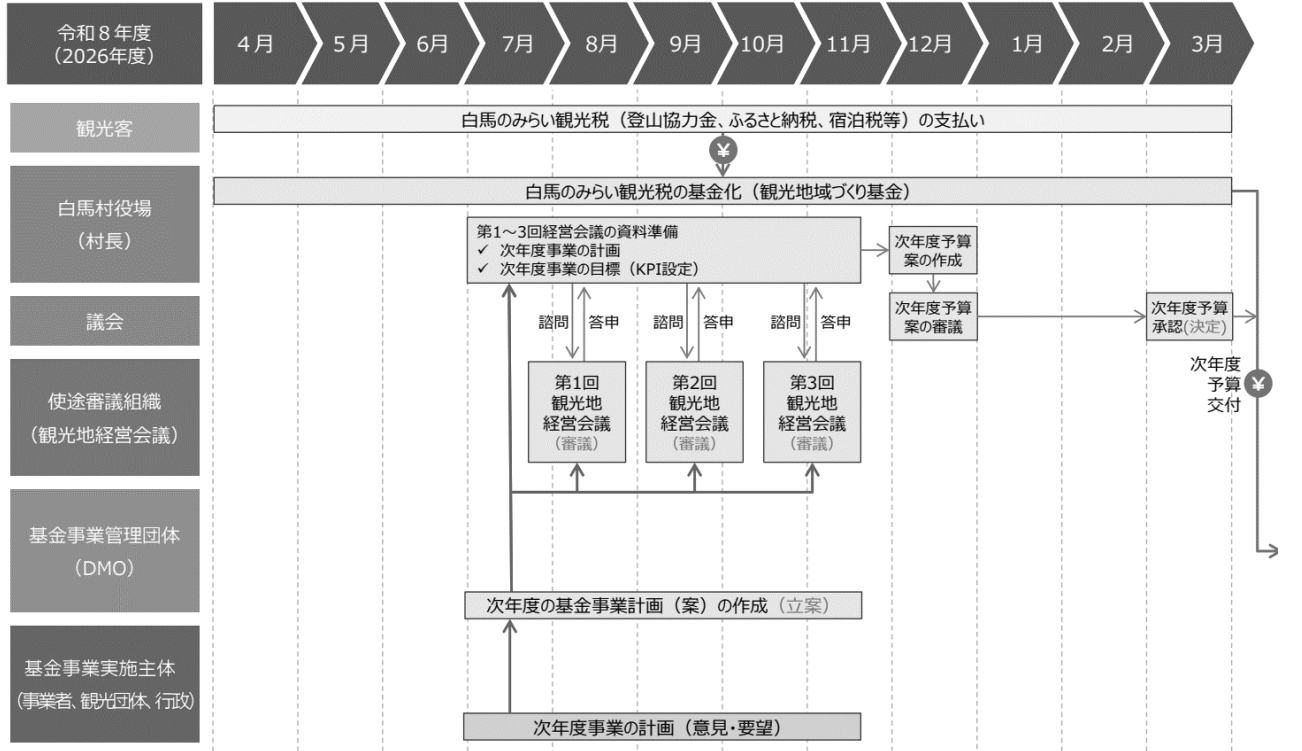 令和８年度
（2026年度）
４月
５月
６月
7月
８月
９月
10月
11月
12月
1月
２月
３月
観光客
白馬のみらい観光税（登山協力金、ふるさと納税、宿泊税等）の支払い
¥
白馬村役場
（村長）
白馬のみらい観光税の基金化（観光地域づくり基金）
第1～3回経営会議の資料準備
✓ 次年度事業の計画
✓ 次年度事業の目標（KPI設定）
次年度予算
案の作成
議会
諮問
答申
諮問
答申
諮問
答申
次年度予算
案の審議
次年度予算
承認(決定)
使途審議組織
（観光地経営会議）
第1回
観光地
経営会議
（審議）
第2回
観光地
経営会議
（審議）
第3回
観光地
経営会議
（審議）
次年度
予算
交付
¥
基金事業管理団体
（DMO）
次年度の基金事業計画（案）の作成（立案）
基金事業実施主体
（事業者、観光団体、行政）
次年度事業の計画（意見・要望）